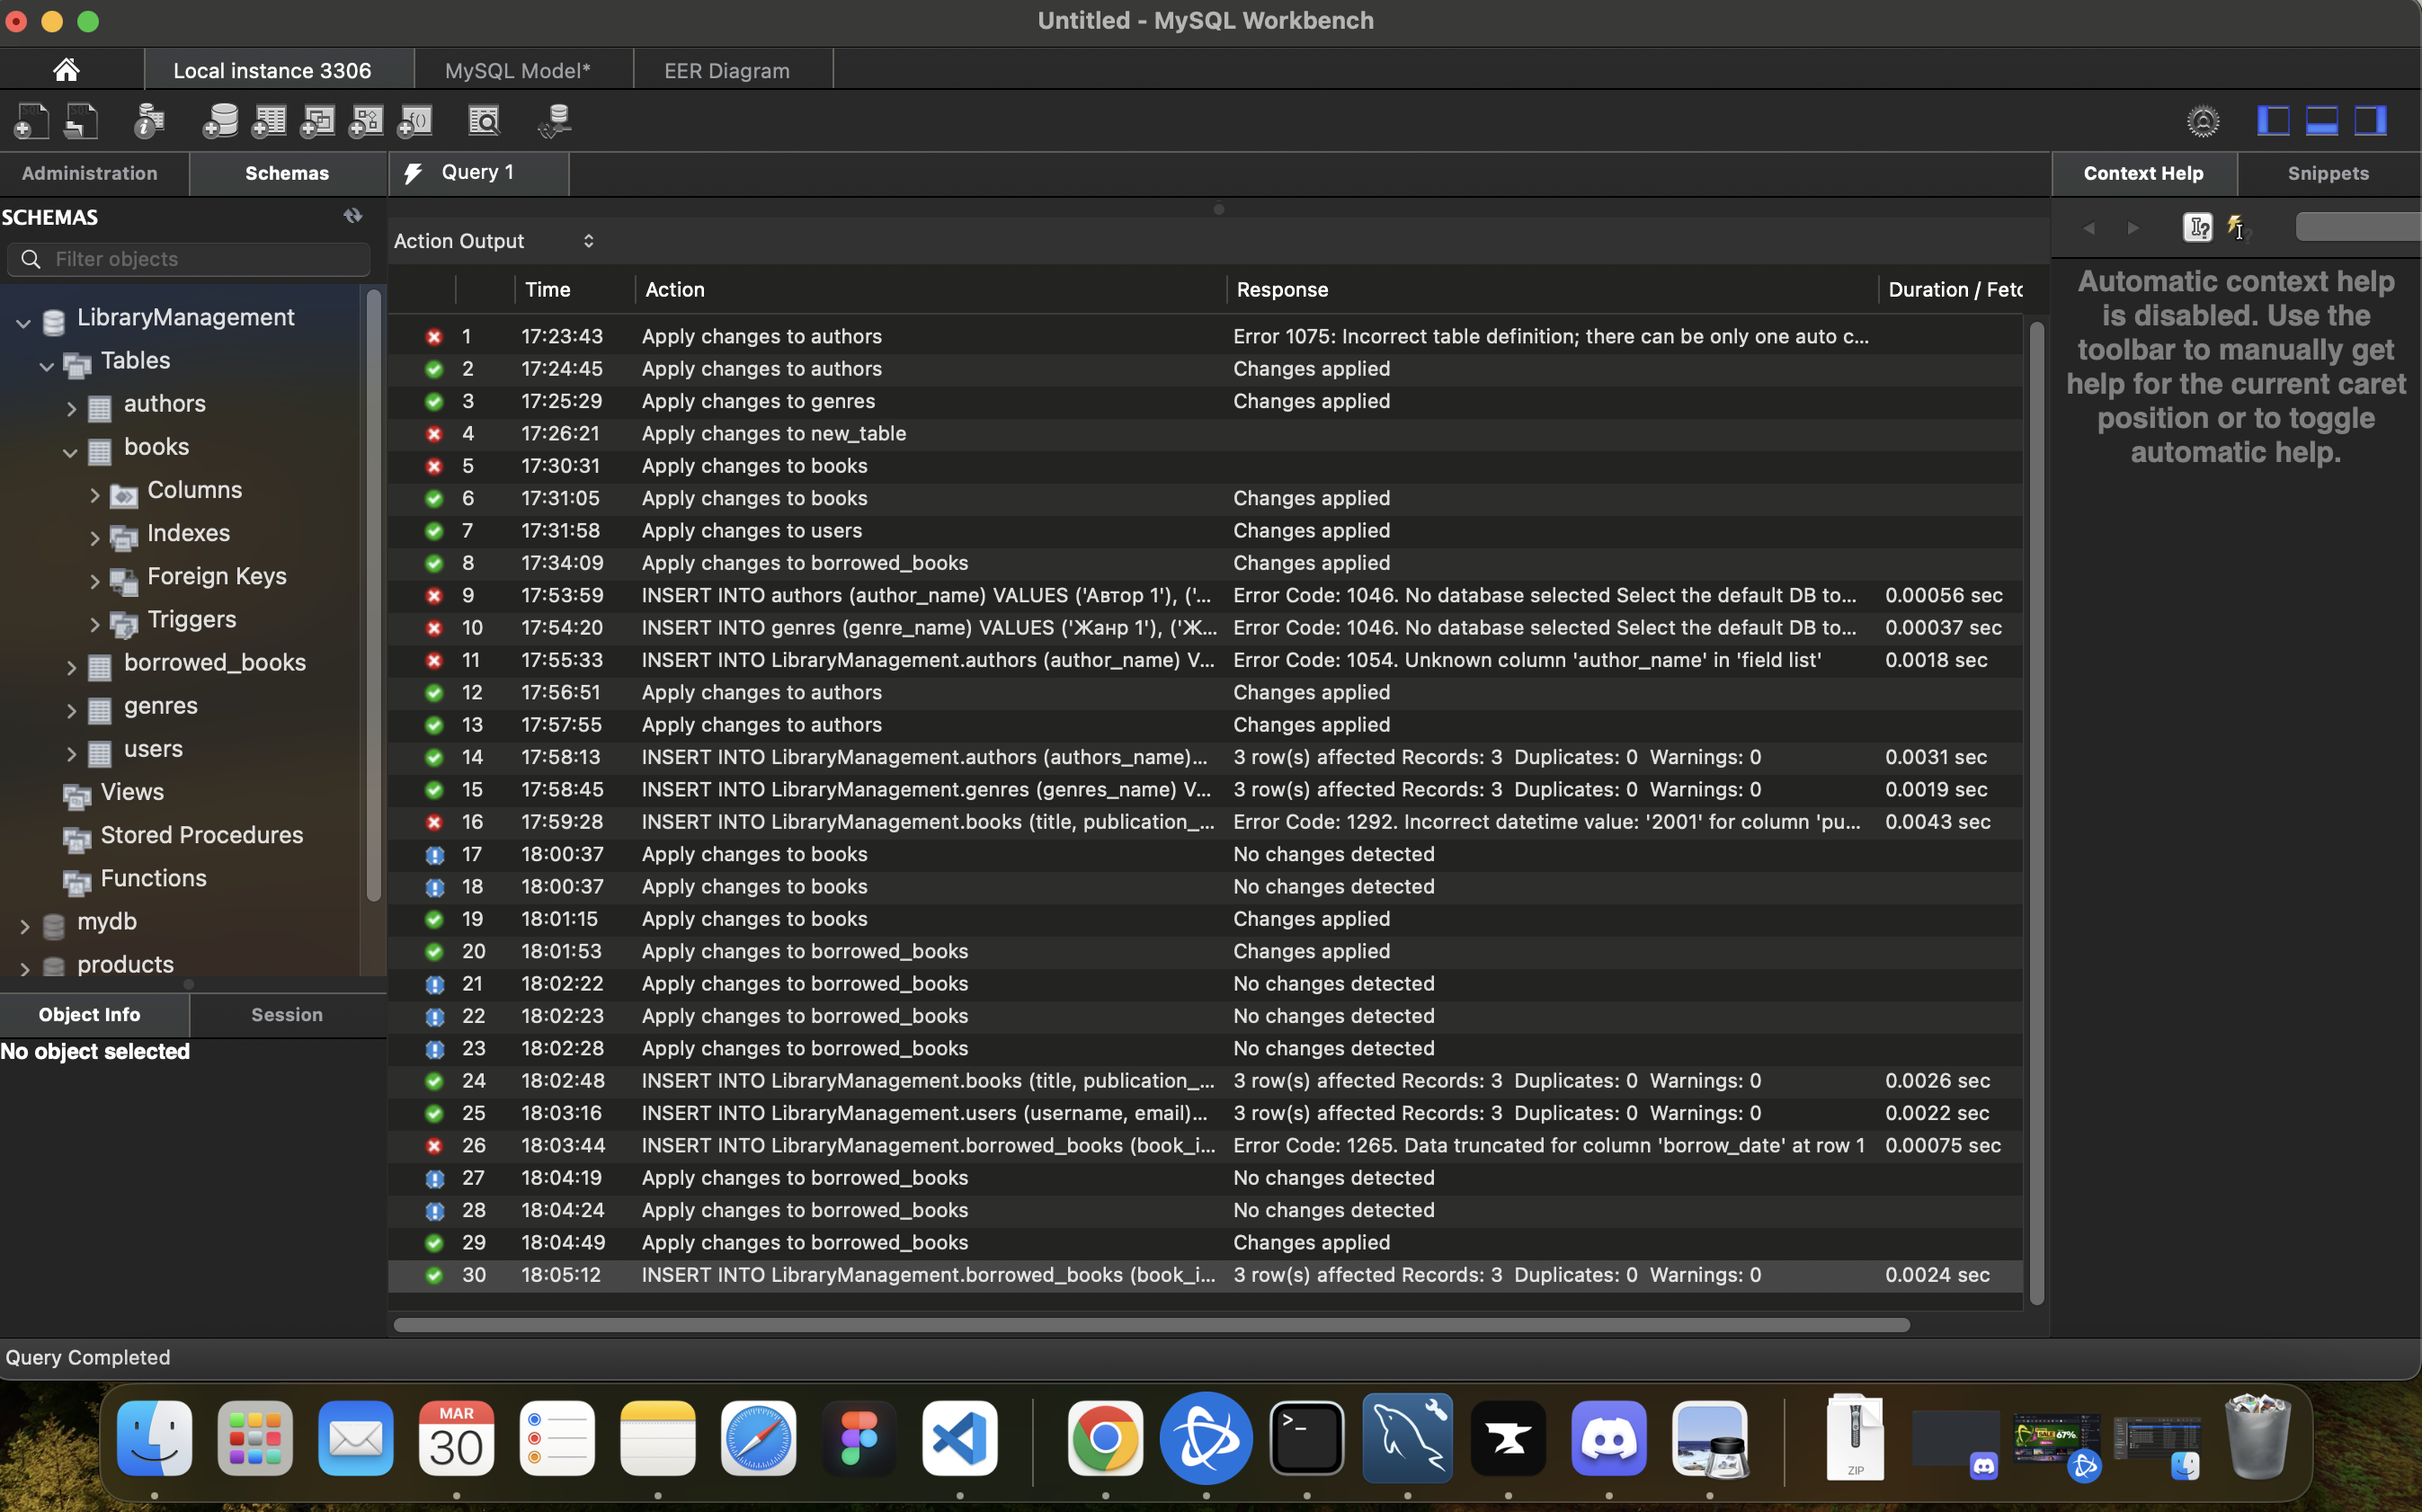 Untitled - MySQL Workbench
Local instance 3306
MySQL Model*
EER Diagram
Administration
Schemas
Query 1
Context Help
Snippets
SCHEMAS
Filter objects
LibraryManagement
Tables
authors
books
Columns
Indexes
Foreign Keys
Triggers
borrowed_books
genres
users
Views
Stored Procedures
Functions
mydb
products
Object Info
Session
No object selected
Action Output
Time Action Response Duration / Fetc
1 17:23:43 Apply changes to authors Error 1075: Incorrect table definition; there can be only one auto c...
2 17:24:45 Apply changes to authors Changes applied
3 17:25:29 Apply changes to genres Changes applied
4 17:26:21 Apply changes to new_table
5 17:30:31 Apply changes to books
6 17:31:05 Apply changes to books Changes applied
7 17:31:58 Apply changes to users Changes applied
8 17:34:09 Apply changes to borrowed_books Changes applied
9 17:53:59 INSERT INTO authors (author_name) VALUES ('Автор 1'), ('... Error Code: 1046. No database selected Select the default DB to... 0.00056 sec
10 17:54:20 INSERT INTO genres (genre_name) VALUES ('Жанр 1'), ('Ж... Error Code: 1046. No database selected Select the default DB to... 0.00037 sec
11 17:55:33 INSERT INTO LibraryManagement.authors (author_name) V... Error Code: 1054. Unknown column 'author_name' in 'field list' 0.0018 sec
12 17:56:51 Apply changes to authors Changes applied
13 17:57:55 Apply changes to authors Changes applied
14 17:58:13 INSERT INTO LibraryManagement.authors (authors_name)... 3 row(s) affected Records: 3 Duplicates: 0 Warnings: 0 0.0031 sec
15 17:58:45 INSERT INTO LibraryManagement.genres (genres_name) V... 3 row(s) affected Records: 3 Duplicates: 0 Warnings: 0 0.0019 sec
16 17:59:28 INSERT INTO LibraryManagement.books (title, publication_... Error Code: 1292. Incorrect datetime value: '2001' for column 'pu... 0.0043 sec
17 18:00:37 Apply changes to books No changes detected
18 18:00:37 Apply changes to books No changes detected
19 18:01:15 Apply changes to books Changes applied
20 18:01:53 Apply changes to borrowed_books Changes applied
21 18:02:22 Apply changes to borrowed_books No changes detected
22 18:02:23 Apply changes to borrowed_books No changes detected
23 18:02:28 Apply changes to borrowed_books No changes detected
24 18:02:48 INSERT INTO LibraryManagement.books (title, publication_... 3 row(s) affected Records: 3 Duplicates: 0 Warnings: 0 0.0026 sec
25 18:03:16 INSERT INTO LibraryManagement.users (username, email)... 3 row(s) affected Records: 3 Duplicates: 0 Warnings: 0 0.0022 sec
26 18:03:44 INSERT INTO LibraryManagement.borrowed_books (book_i... Error Code: 1265. Data truncated for column 'borrow_date' at row 1 0.00075 sec
27 18:04:19 Apply changes to borrowed_books No changes detected
28 18:04:24 Apply changes to borrowed_books No changes detected
29 18:04:49 Apply changes to borrowed_books Changes applied
30 18:05:12 INSERT INTO LibraryManagement.borrowed_books (book_i... 3 row(s) affected Records: 3 Duplicates: 0 Warnings: 0 0.0024 sec
Automatic context help
is disabled. Use the
toolbar to manually get
help for the current caret
position or to toggle
automatic help.
Query Completed
MAR
30
ZIP
SALE 67%